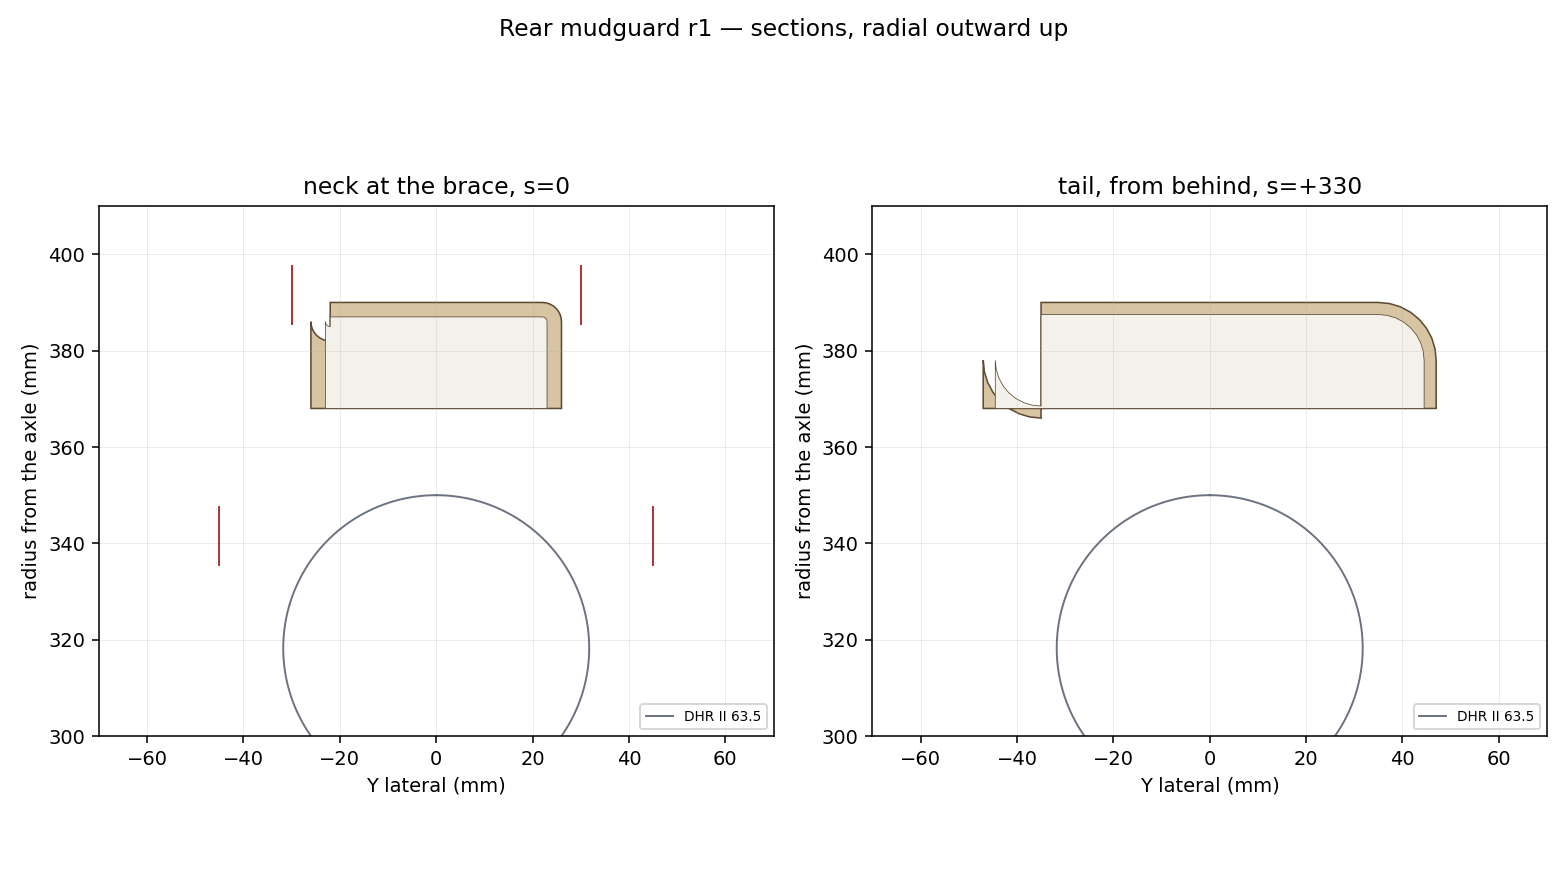 Rear mudguard r1 — sections, radial outward up
neck at the brace, s=0
400
380
360
340
320
300
radius from the axle (mm)
−60
−40
−20
0
20
40
60
Y lateral (mm)
DHR II 63.5
tail, from behind, s=+330
400
380
360
340
320
300
radius from the axle (mm)
−60
−40
−20
0
20
40
60
Y lateral (mm)
DHR II 63.5